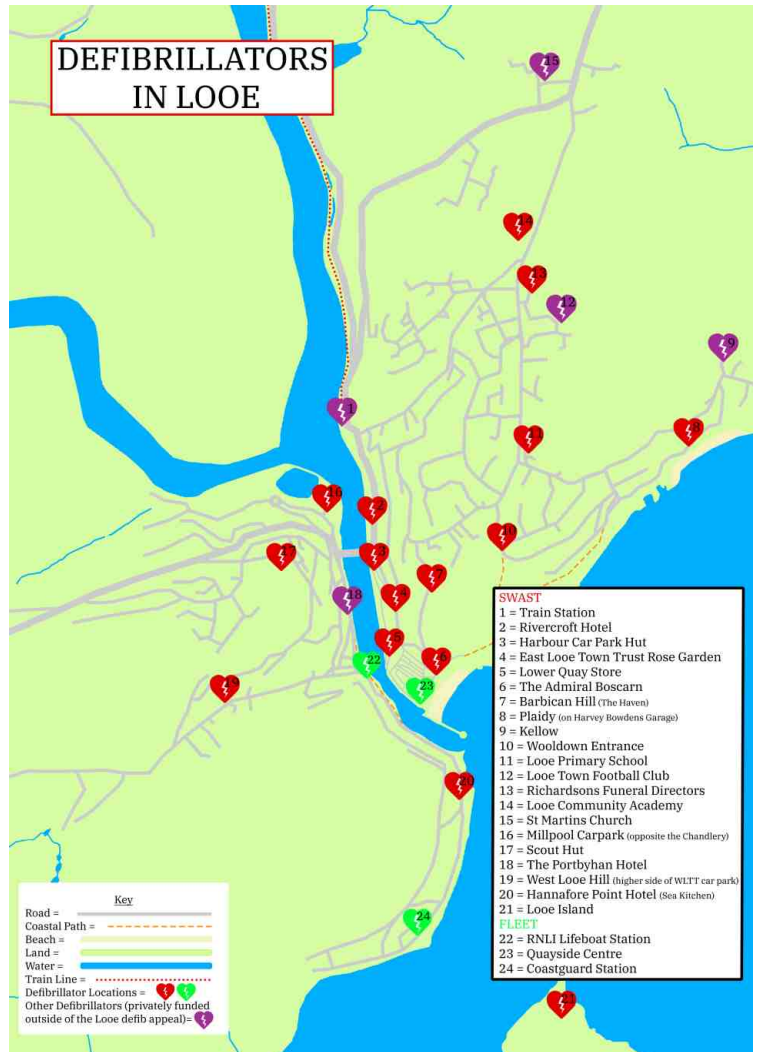 DEFIBRILLATORS
IN LOOE
15
14
13
12
9
1
11
8
16
2
10
17
3
7
18
4
5
6
22
23
19
20
24
21
SWAST
1 = Train Station
2 = Rivercroft Hotel
3 = Harbour Car Park Hut
4 = East Looe Town Trust Rose Garden
5 = Lower Quay Store
6 = The Admiral Boscarn
7 = Barbican Hill (The Haven)
8 = Plaidy (on Harvey Bowdens Garage)
9 = Kellow
10 = Wooldown Entrance
11 = Looe Primary School
12 = Looe Town Football Club
13 = Richardsons Funeral Directors
14 = Looe Community Academy
15 = St Martins Church
16 = Millpool Carpark (opposite the Chandlery)
17 = Scout Hut
18 = The Portbyhan Hotel
19 = West Looe Hill (higher side of WLTT car park)
20 = Hannafore Point Hotel (Sea Kitchen)
21 = Looe Island
FLEET
22 = RNLI Lifeboat Station
23 = Quayside Centre
24 = Coastguard Station
Key
Road =
Coastal Path =
Beach =
Land =
Water =
Train Line =
Defibrillator Locations =
Other Defibrillators (privately funded
outside of the Looe defib appeal)=